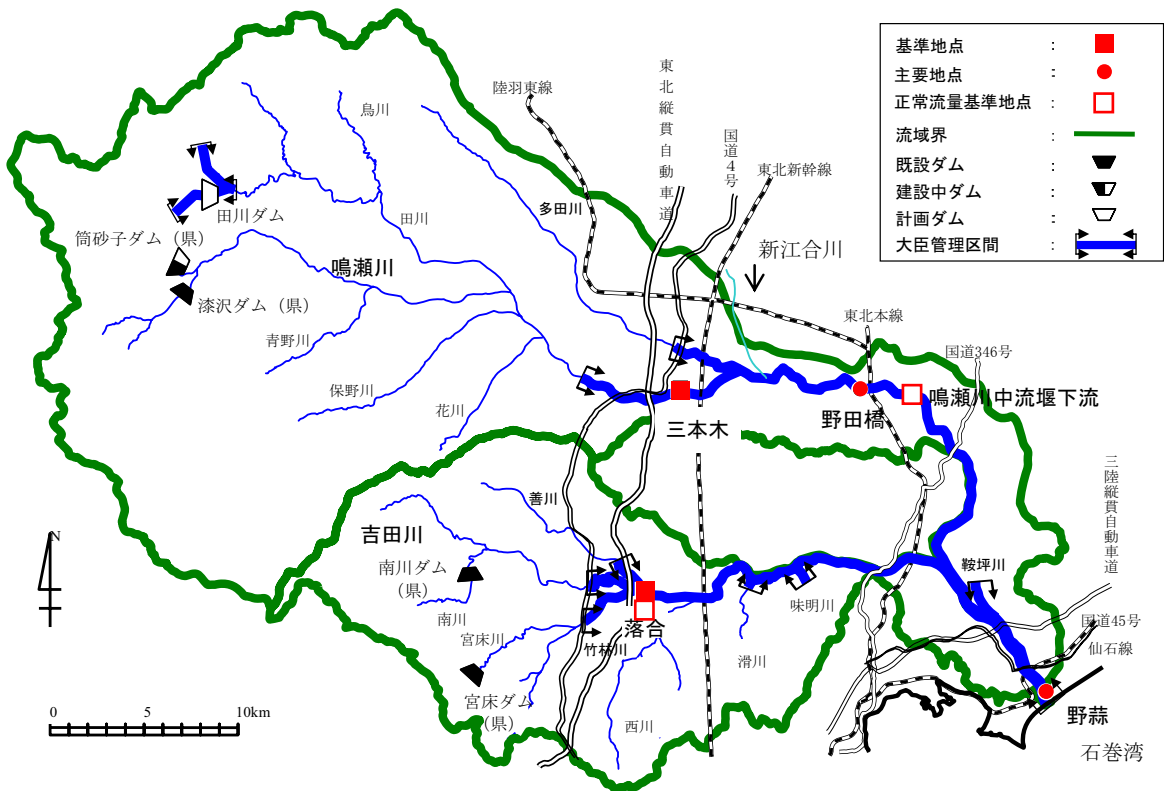 基準地点 :
主要地点 :
正常流量基準地点 :
流域界 :
既設ダム :
建設中ダム :
計画ダム :
大臣管理区間 :
陸羽東線
東北縦貫自動車道
国道4号
東北新幹線
鳥川
多田川
田川
田川ダム
筒砂子ダム（県）
新江合川
鳴瀬川
漆沢ダム（県）
東北本線
国道346号
青野川
保野川
花川
三本木
野田橋
鳴瀬川中流堰下流
三陸縦貫自動車道
善川
吉田川
南川ダム
（県）
南川
宮床川
落合
竹林川
宮床ダム
（県）
西川
滑川
味明川
鞍坪川
国道45号
仙石線
野蒜
石巻湾
N
0 5 10km